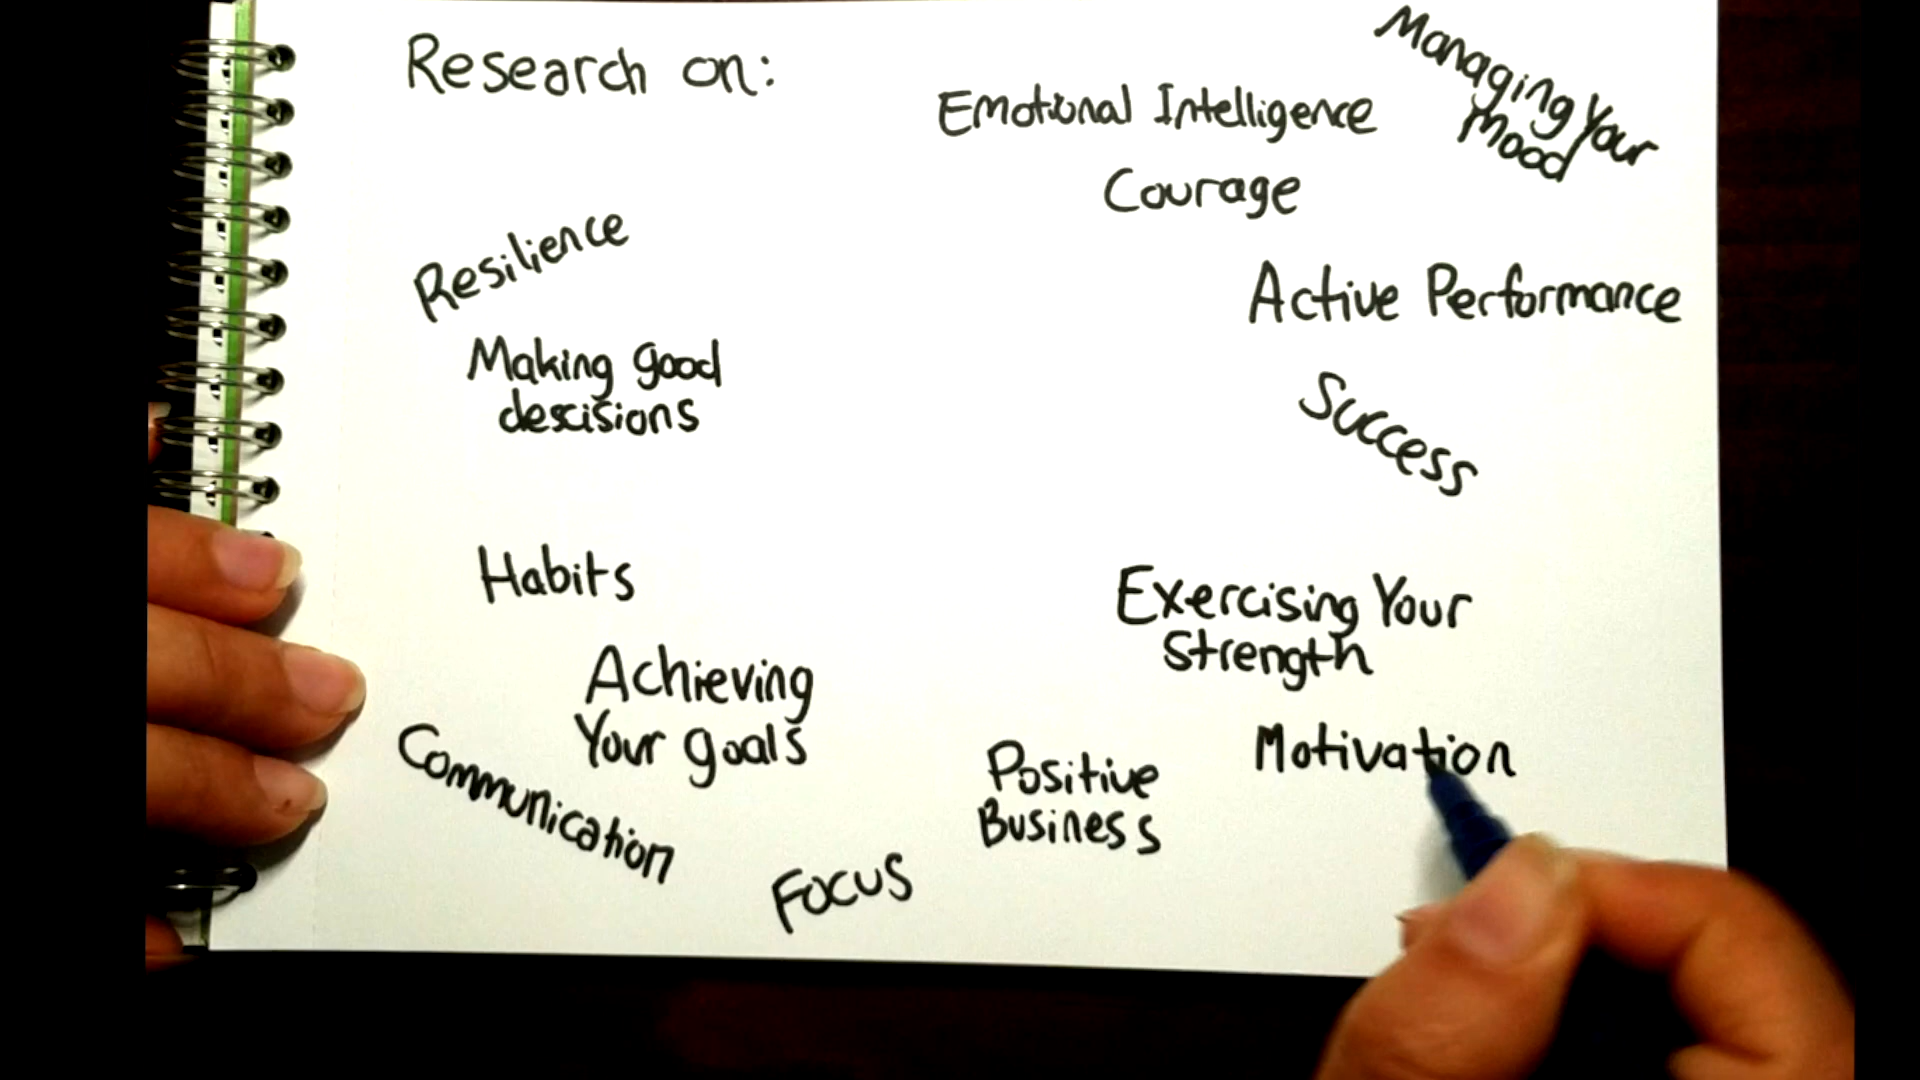 Research on:
Managing Your
Mood
Emotional Intelligence
Courage
Resilience
Active Performance
Making good
descisions
Success
Habits
Exercising Your
Strength
Achieving
Your goals
Motivation
Communication
Positive
Business
Focus